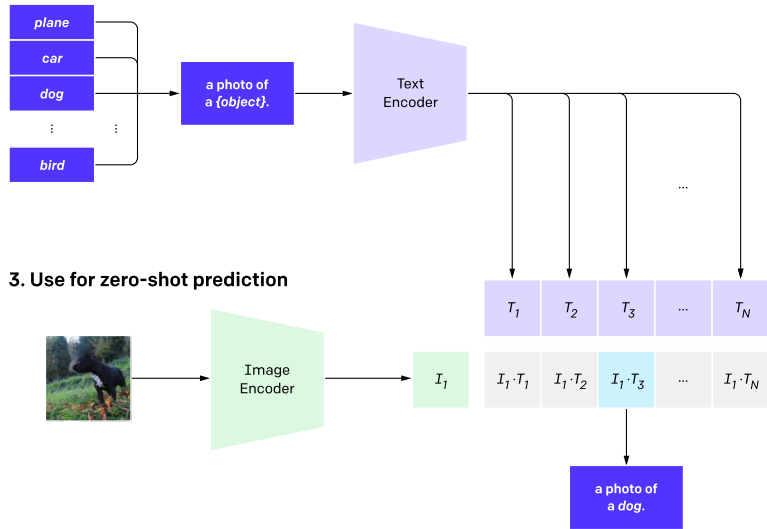 plane
car
dog
⋮ ⋮
bird
a photo of
a {object}.
Text
Encoder
...
3. Use for zero-shot prediction
T1 T2 T3 ... TN
Image
Encoder
I1
I1·T1 I1·T2 I1·T3 ... I1·TN
a photo of
a dog.